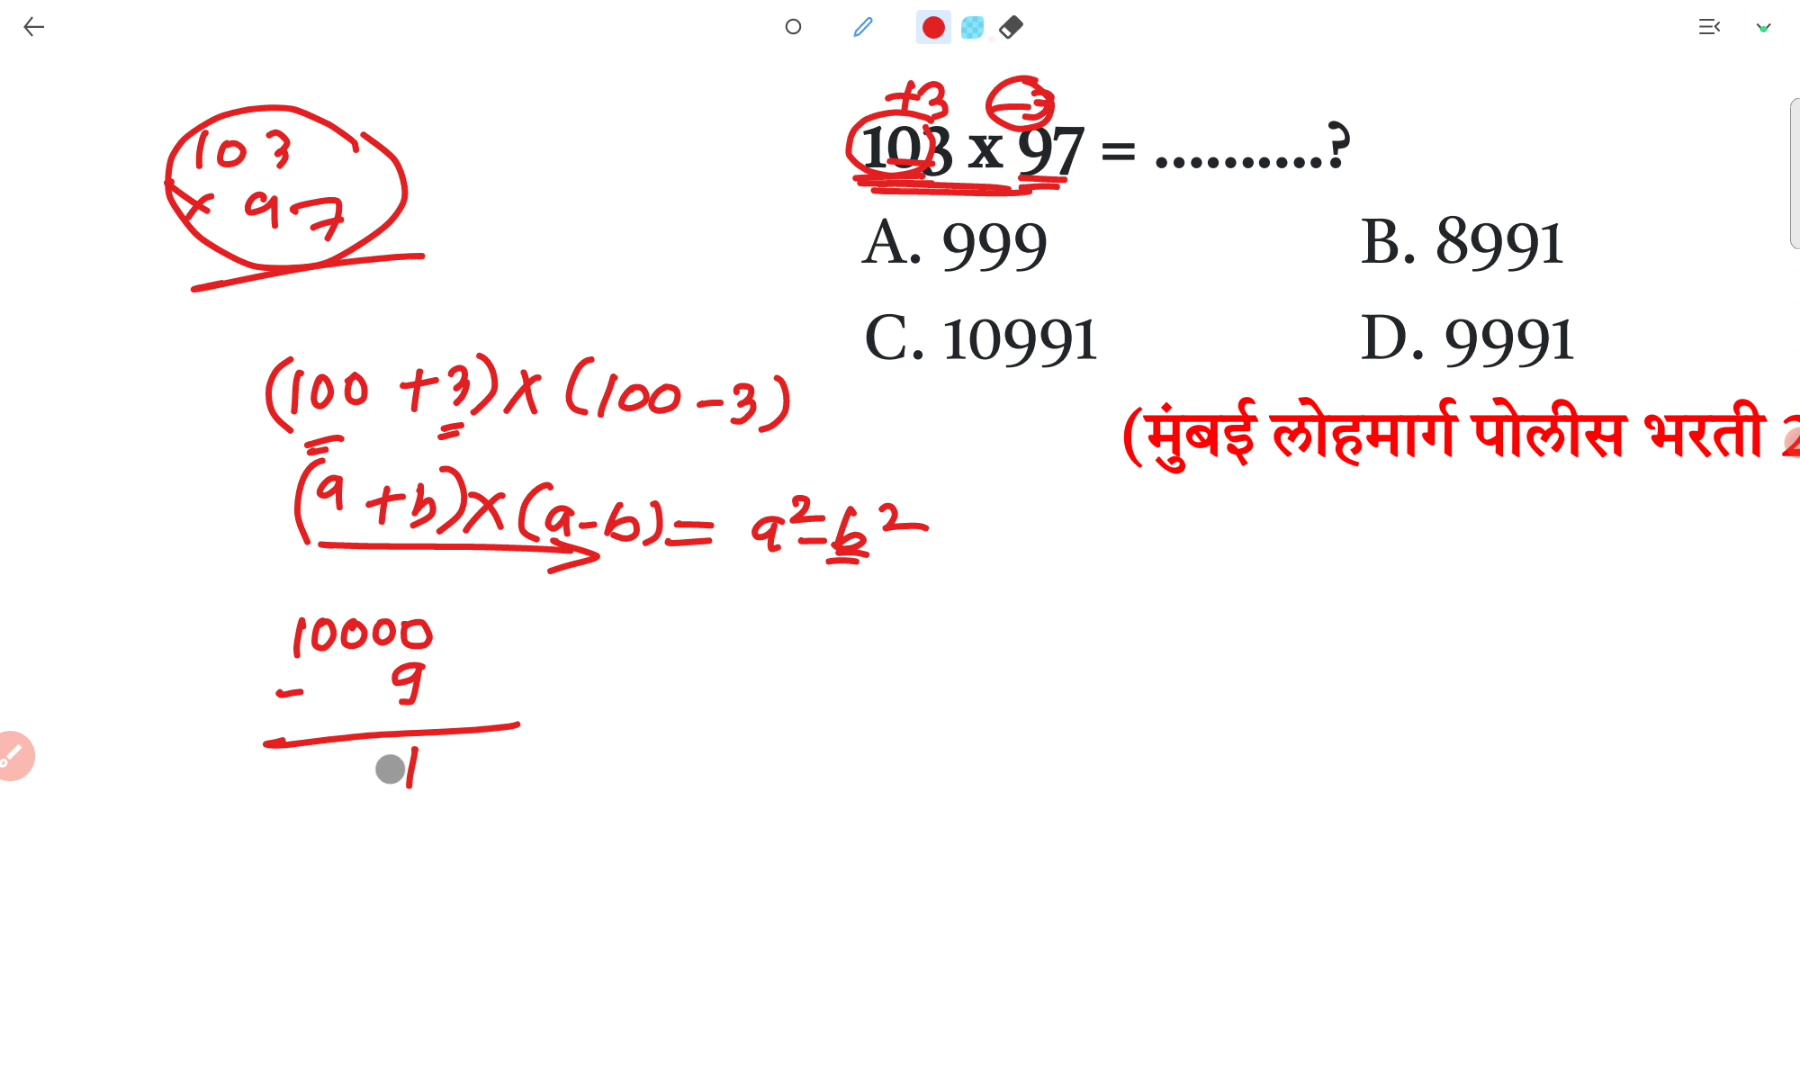 +3 -3
103 x 97 = ...........?
A. 999 B. 8991
C. 10991 D. 9991
(मुंबई लोहमार्ग पोलीस भरती 2
103
x 97
(100 + 3) x (100 - 3)
(a + b) x (a - b) = a² - b²
10000
- 9
1